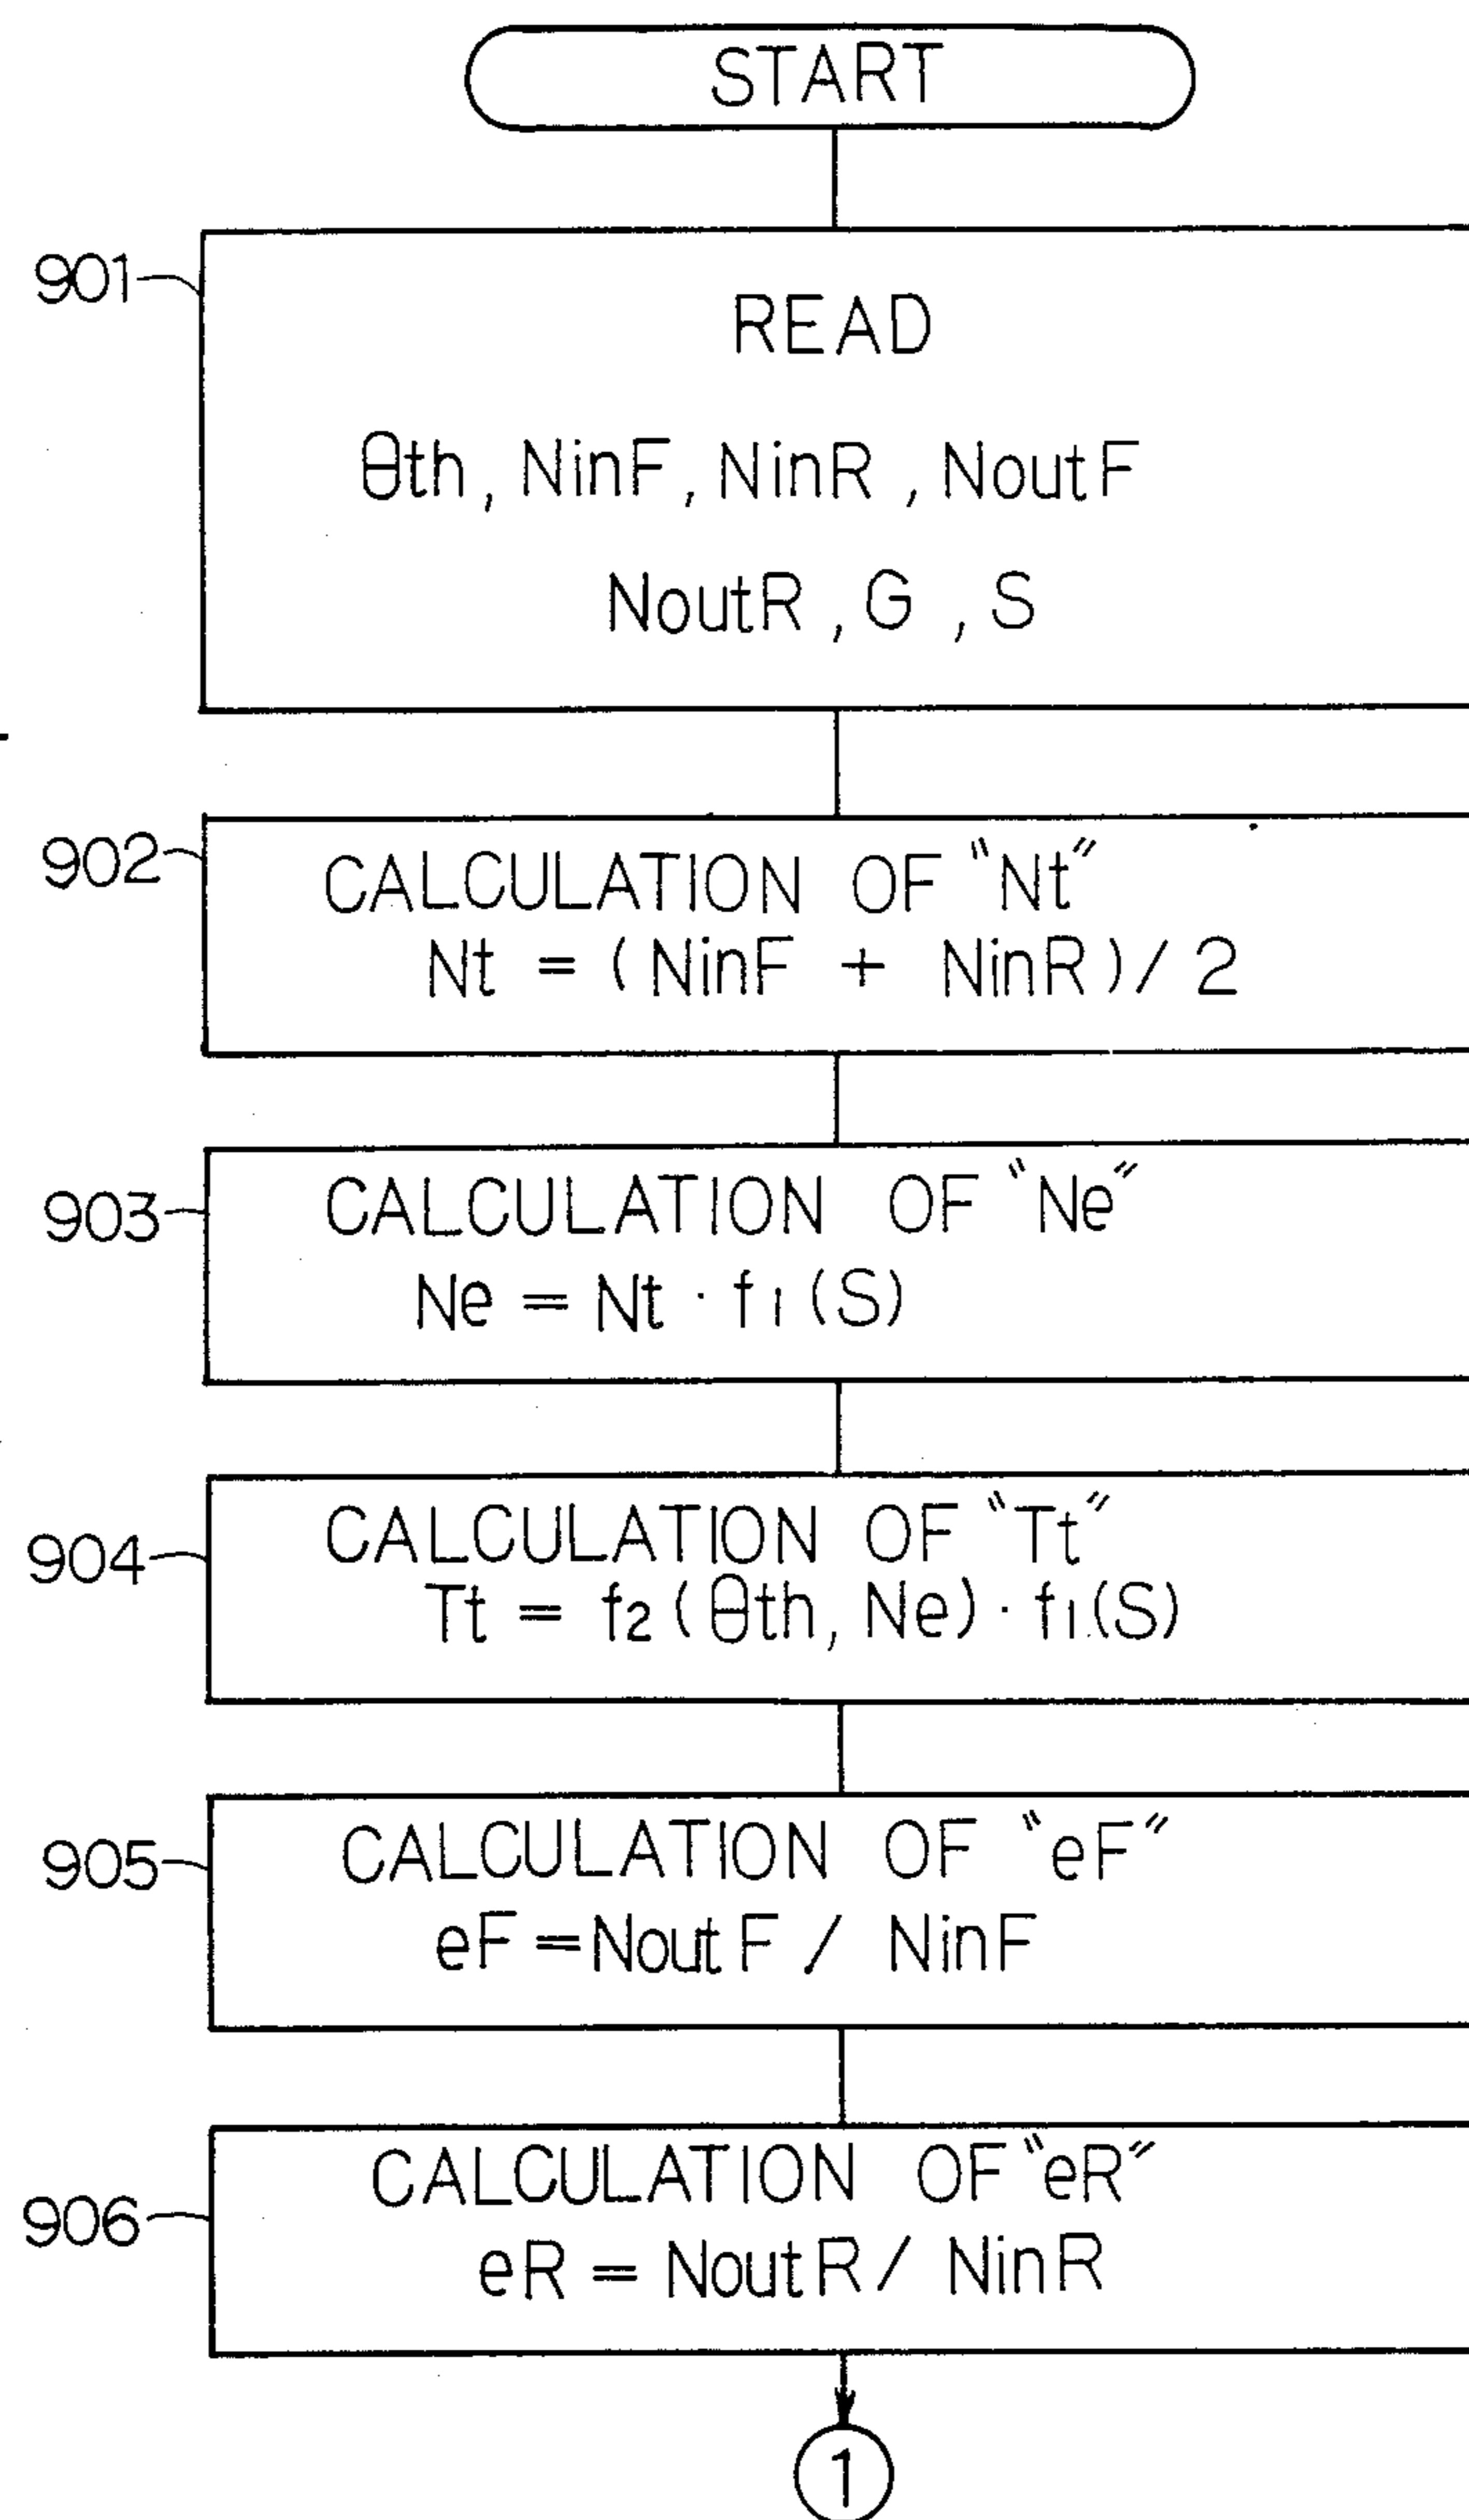 START
901
READ
θth, NinF, NinR, NoutF
NoutR, G, S
902
CALCULATION OF "Nt"
Nt = (NinF + NinR)/2
903
CALCULATION OF "Ne"
Ne = Nt · f1(S)
904
CALCULATION OF "Tt"
Tt = f2(θth, Ne) · f1(S)
905
CALCULATION OF "eF"
eF = NoutF / NinF
906
CALCULATION OF "eR"
eR = NoutR / NinR
1